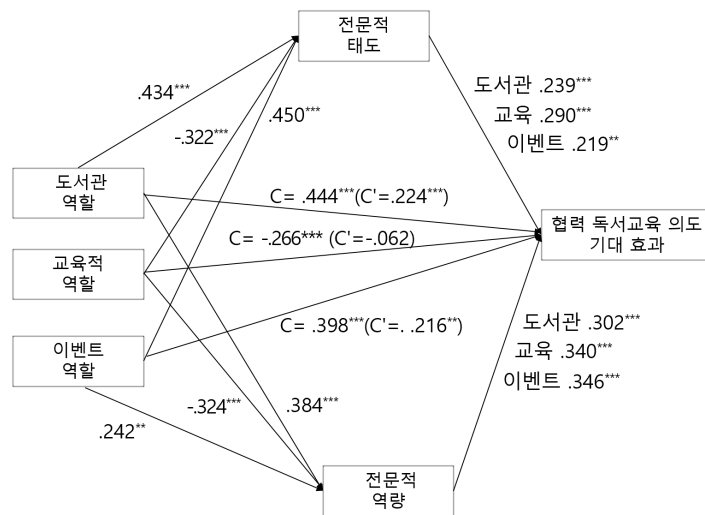 전문적
태도
.434***
-.322***
.450***
도서관 .239***
교육 .290***
이벤트 .219**
도서관
역할
C= .444***(C'=.224***)
협력 독서교육 의도
기대 효과
교육적
역할
C= -.266*** (C'=-.062)
이벤트
역할
C= .398***(C'=. .216**)
도서관 .302***
교육 .340***
이벤트 .346***
.242**
-.324***
.384***
전문적
역량